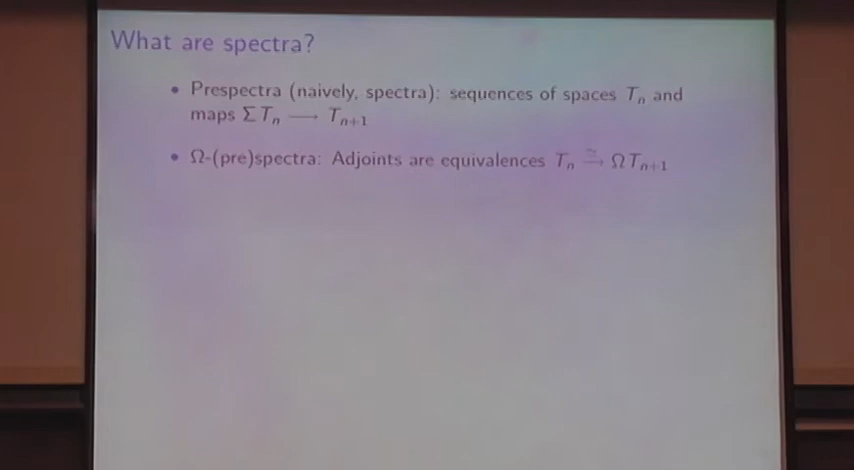 What are spectra?
• Prespectra (naively, spectra): sequences of spaces Tₙ and
maps ΣTₙ ⟶ Tₙ₊₁
• Ω-(pre)spectra: Adjoints are equivalences Tₙ ≃→ ΩTₙ₊₁